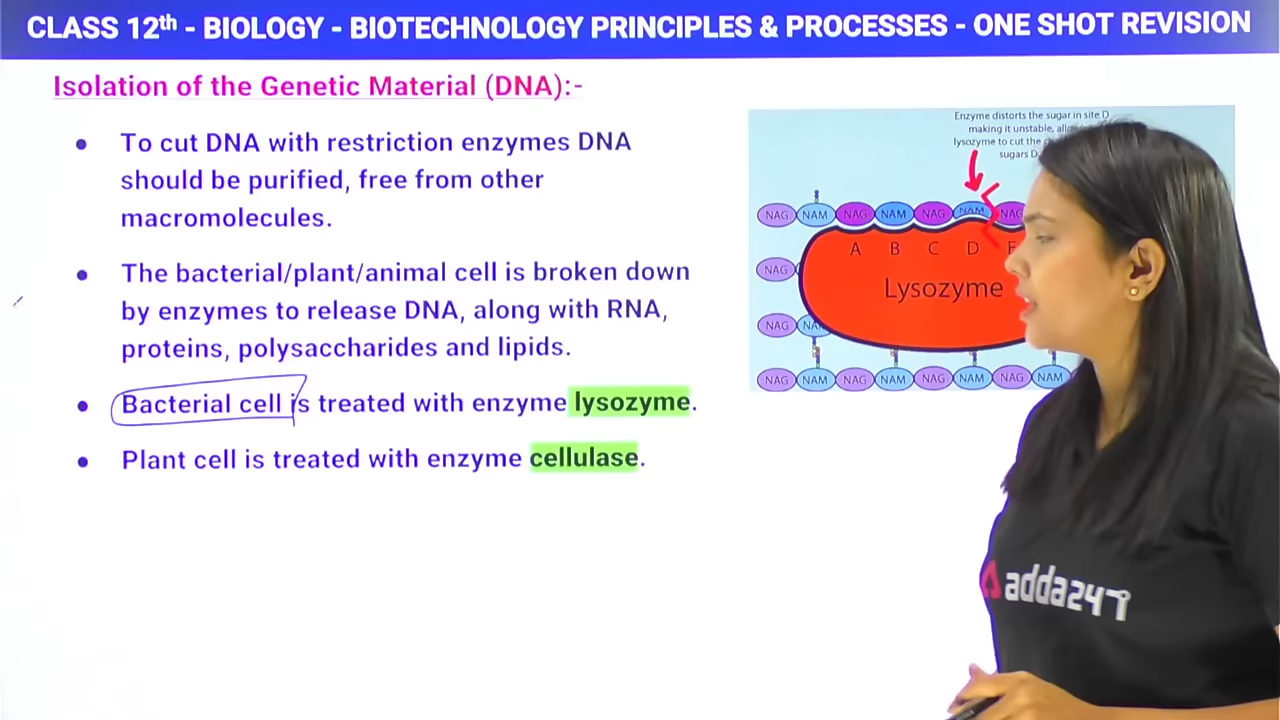 CLASS 12th - BIOLOGY - BIOTECHNOLOGY PRINCIPLES & PROCESSES - ONE SHOT REVISION
Isolation of the Genetic Material (DNA):-
• To cut DNA with restriction enzymes DNA
should be purified, free from other
macromolecules.
• The bacterial/plant/animal cell is broken down
by enzymes to release DNA, along with RNA,
proteins, polysaccharides and lipids.
• Bacterial cell is treated with enzyme lysozyme.
• Plant cell is treated with enzyme cellulase.
Enzyme distorts the sugar in site D
making it unstable,
lysozyme to cut the
sugars D
NAG NAM NAG NAM NAG NAM NAG
A B C D
NAG
Lysozyme
NAG
NAG NAM NAG NAM NAG NAM NAG NAM
adda247